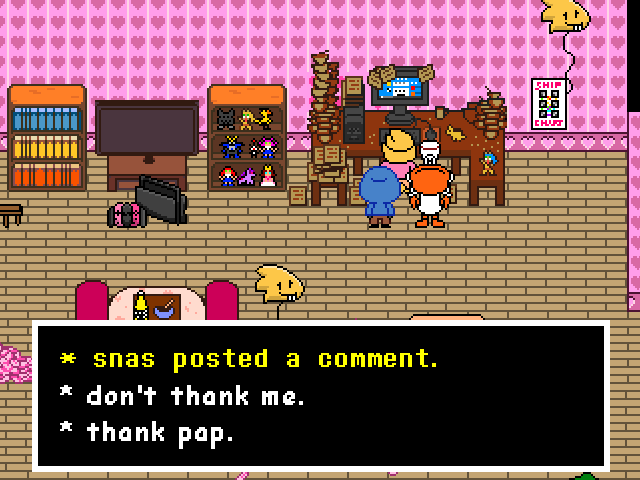 SHIP
CHART
* snas posted a comment.
* don't thank me.
* thank pap.